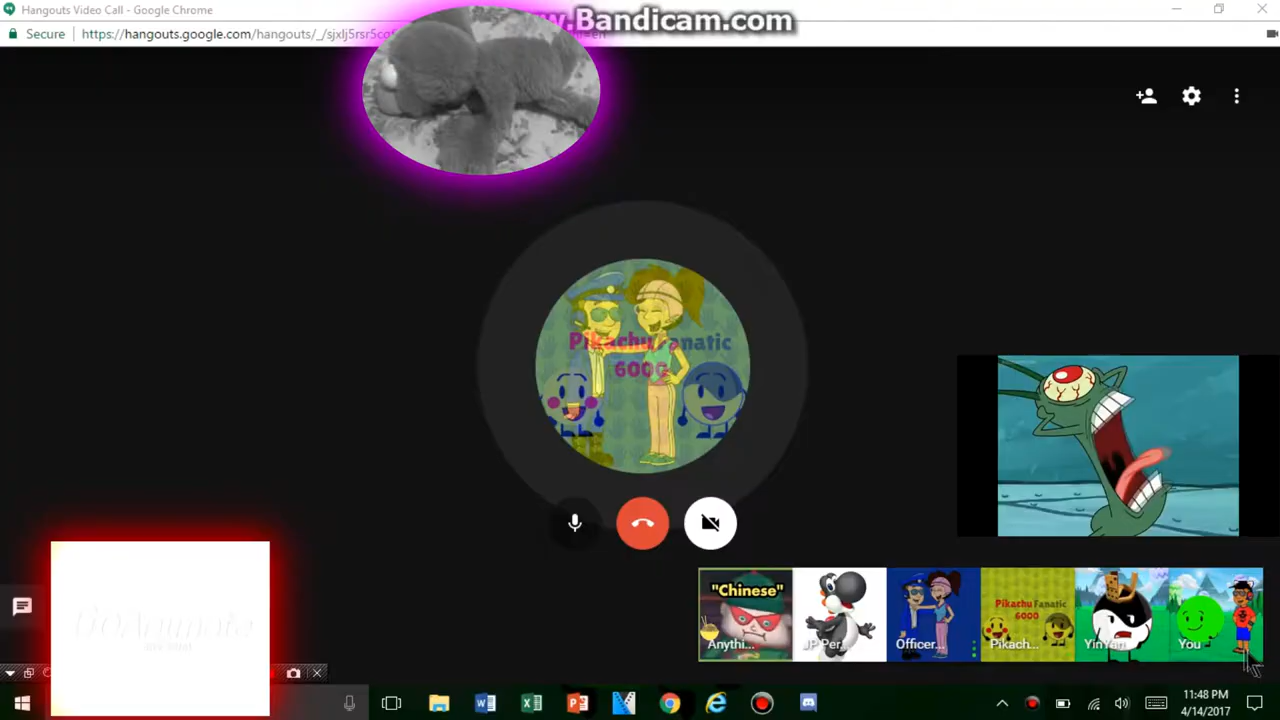 Hangouts Video Call - Google Chrome
www.Bandicam.com
Secure
https://hangouts.google.com/hangouts/_/sjxlj5rsr5co
Pikachu Fanatic
6000
"Chinese"
Anythi...
JP Per...
Officer...
Pikachu Fanatic
6000
Pikach...
YinYan
You
GoAnimate
11:48 PM
4/14/2017